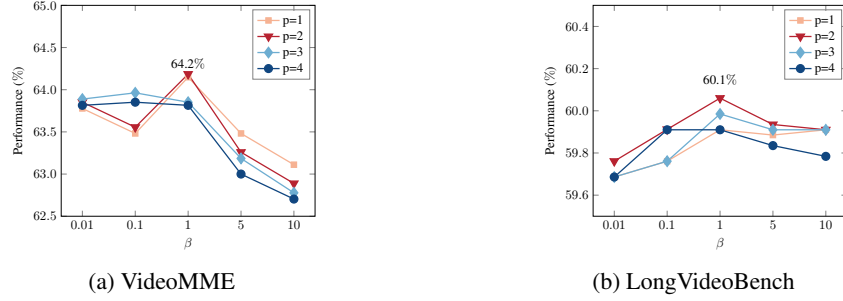 65.0
64.5
64.0
63.5
63.0
62.5
Performance (%)
64.2%
p=1
p=2
p=3
p=4
0.01 0.1 1 5 10
β
(a) VideoMME
60.4
60.2
60.0
59.8
59.6
Performance (%)
60.1%
p=1
p=2
p=3
p=4
0.01 0.1 1 5 10
β
(b) LongVideoBench